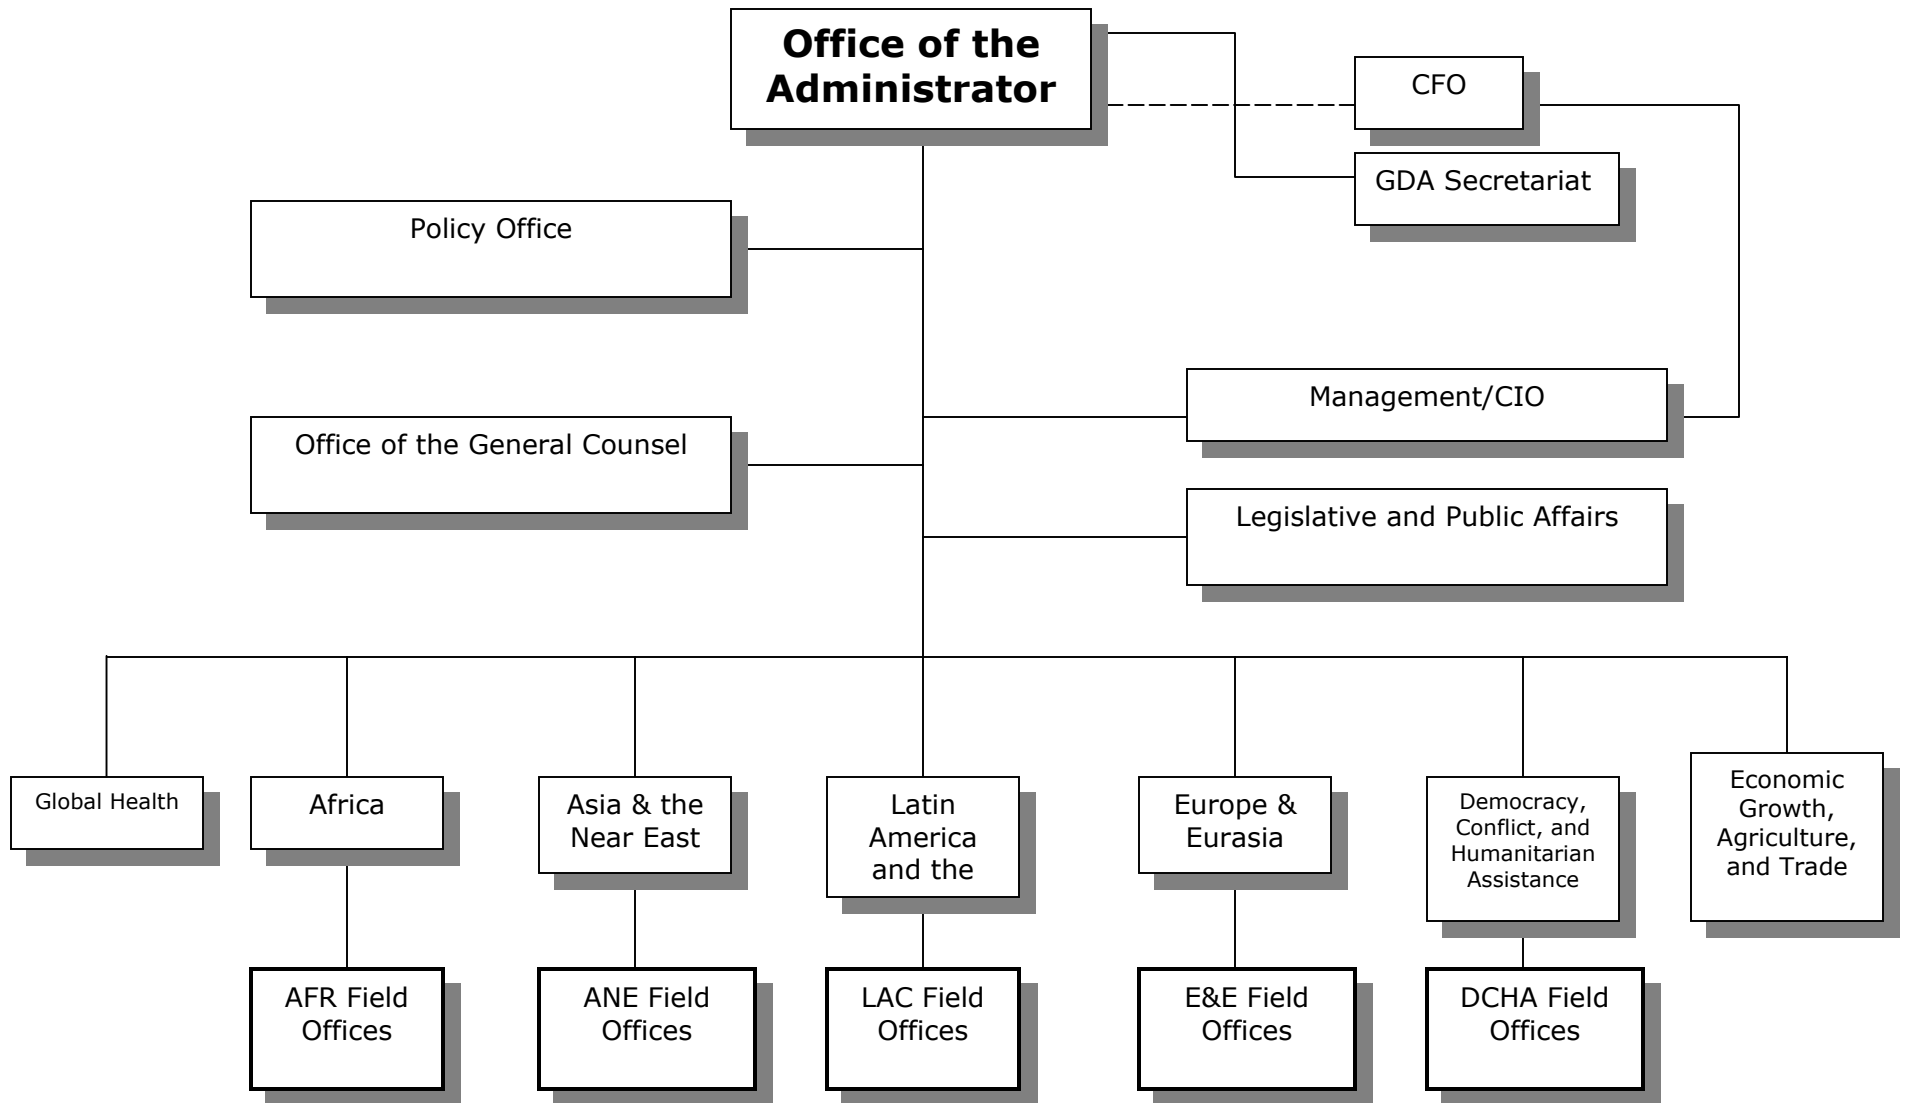 Office of the
Administrator
CFO
GDA Secretariat
Policy Office
Management/CIO
Office of the General Counsel
Legislative and Public Affairs
Global Health
Africa
Asia & the
Near East
Latin
America
and the
Europe &
Eurasia
Democracy,
Conflict, and
Humanitarian
Assistance
Economic
Growth,
Agriculture,
and Trade
AFR Field
Offices
ANE Field
Offices
LAC Field
Offices
E&E Field
Offices
DCHA Field
Offices